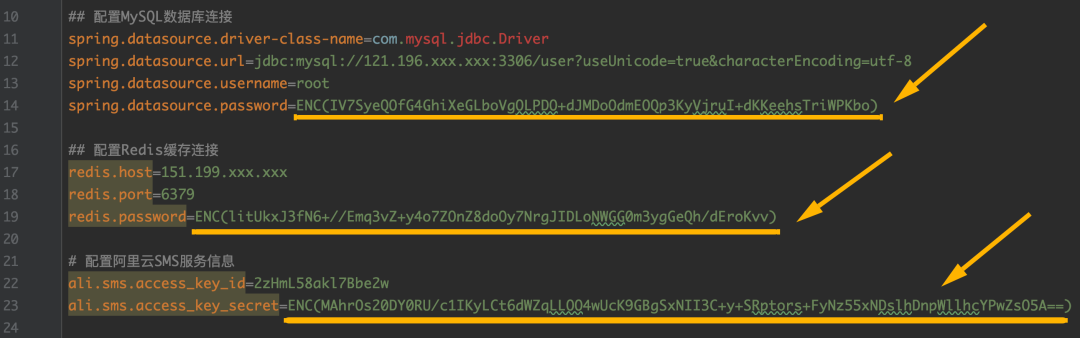 10 ## 配置MySQL数据库连接
11 spring.datasource.driver-class-name=com.mysql.jdbc.Driver
12 spring.datasource.url=jdbc:mysql://121.196.xxx.xxx:3306/user?useUnicode=true&characterEncoding=utf-8
13 spring.datasource.username=root
14 spring.datasource.password=ENC(IV7SyeQOfG4GhiXeGLboVgOLPDO+dJMDoOdmEOQp3KyVjruI+dKKeehsTriWPKbo)
15
16 ## 配置Redis缓存连接
17 redis.host=151.199.xxx.xxx
18 redis.port=6379
19 redis.password=ENC(litUkxJ3fN6+//Emq3vZ+y4o7ZOnZ8doOy7NrgJIDLoNWGG0m3ygGeQh/dEroKvv)
20
21 # 配置阿里云SMS服务信息
22 ali.sms.access_key_id=2zHmL58akl7Bbe2w
23 ali.sms.access_key_secret=ENC(MAhrOs20DY0RU/c1IKyLCt6dWZqLLOO4wUcK9GBgSxNII3C+y+SRptors+FyNz55xNDslhDnpWllhcYPwZsO5A==)
24